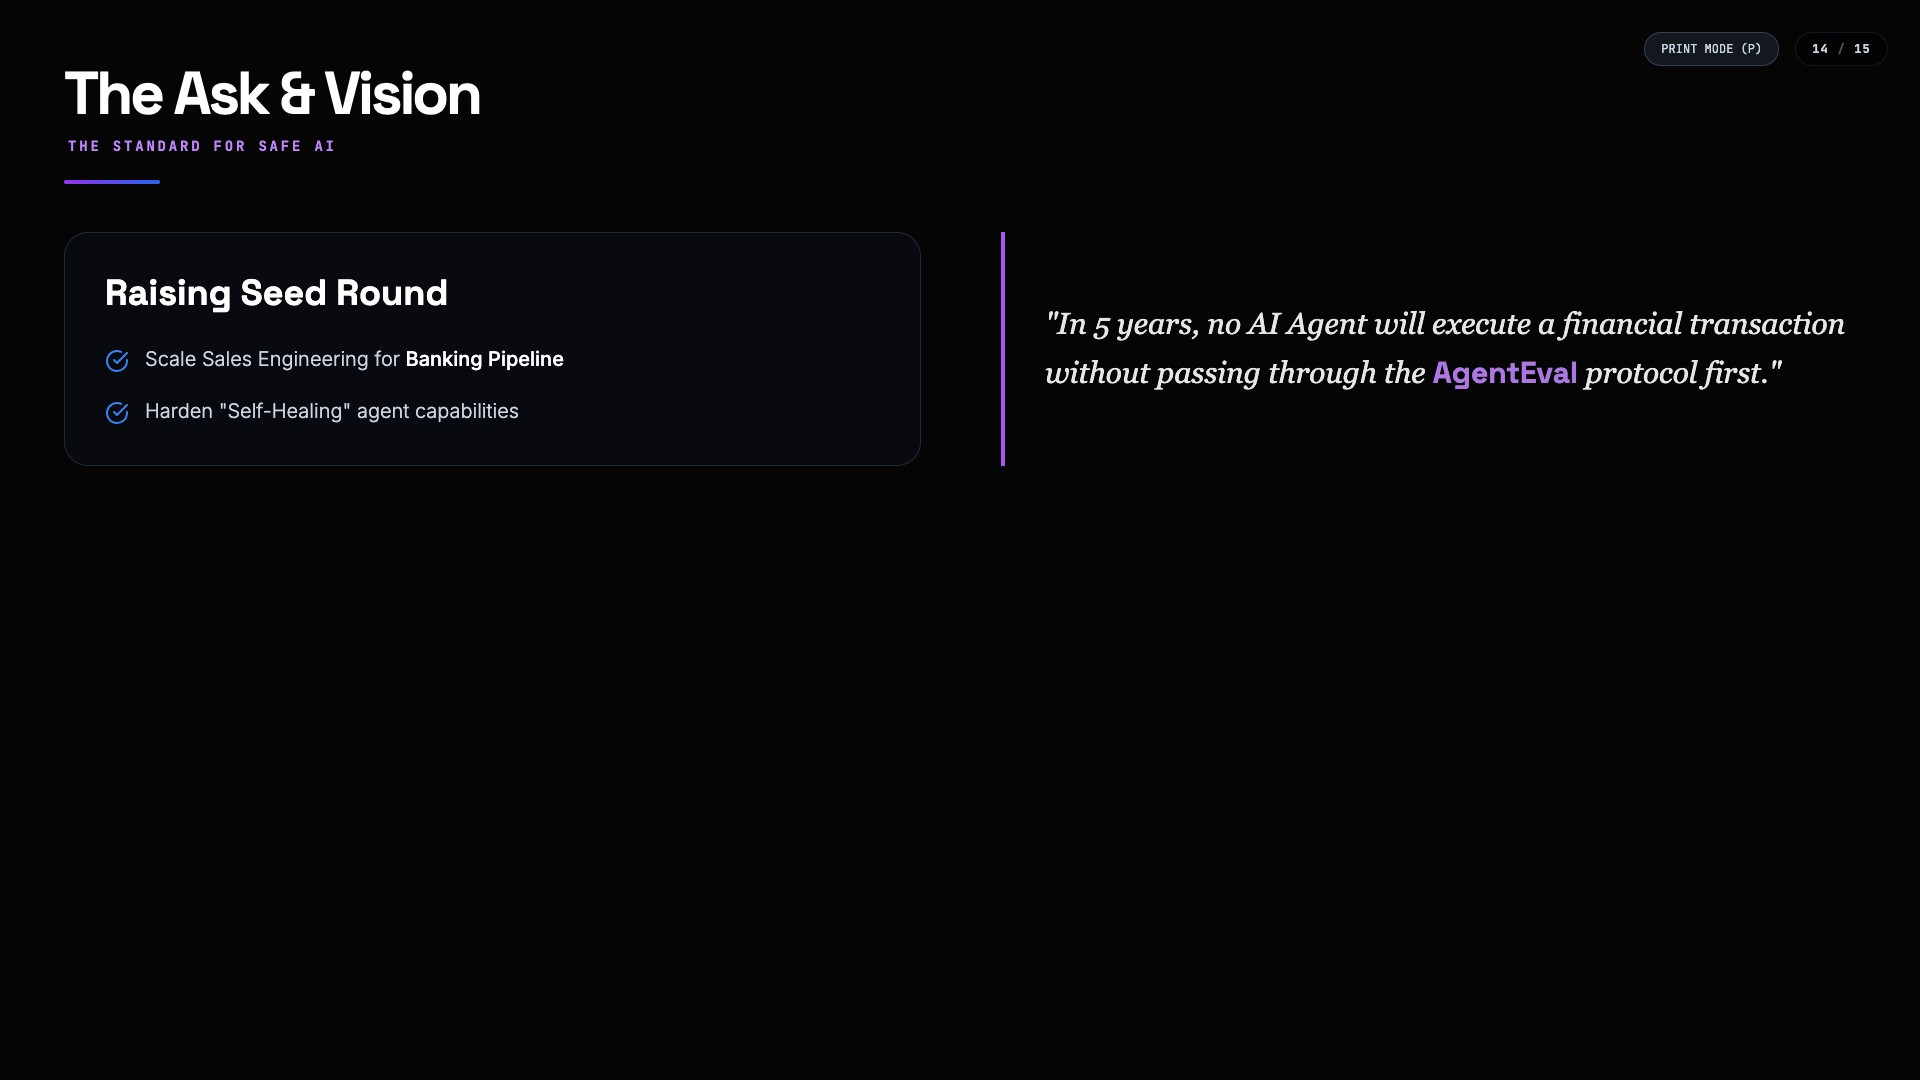 PRINT MODE (P)
14 / 15
The Ask & Vision
THE STANDARD FOR SAFE AI
Raising Seed Round
Scale Sales Engineering for Banking Pipeline
Harden "Self-Healing" agent capabilities
"In 5 years, no AI Agent will execute a financial transaction
without passing through the AgentEval protocol first."